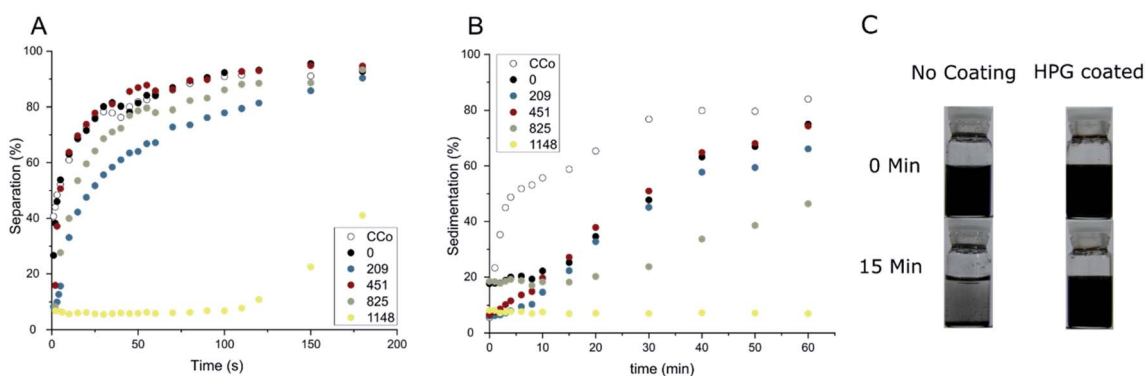 A
Separation (%)
100
80
60
40
20
0
0
50
100
150
200
Time (s)
CCo
0
209
451
825
1148
B
Sedimentation (%)
100
80
60
40
20
0
0
10
20
30
40
50
60
time (min)
CCo
0
209
451
825
1148
C
No Coating HPG coated
0 Min
15 Min